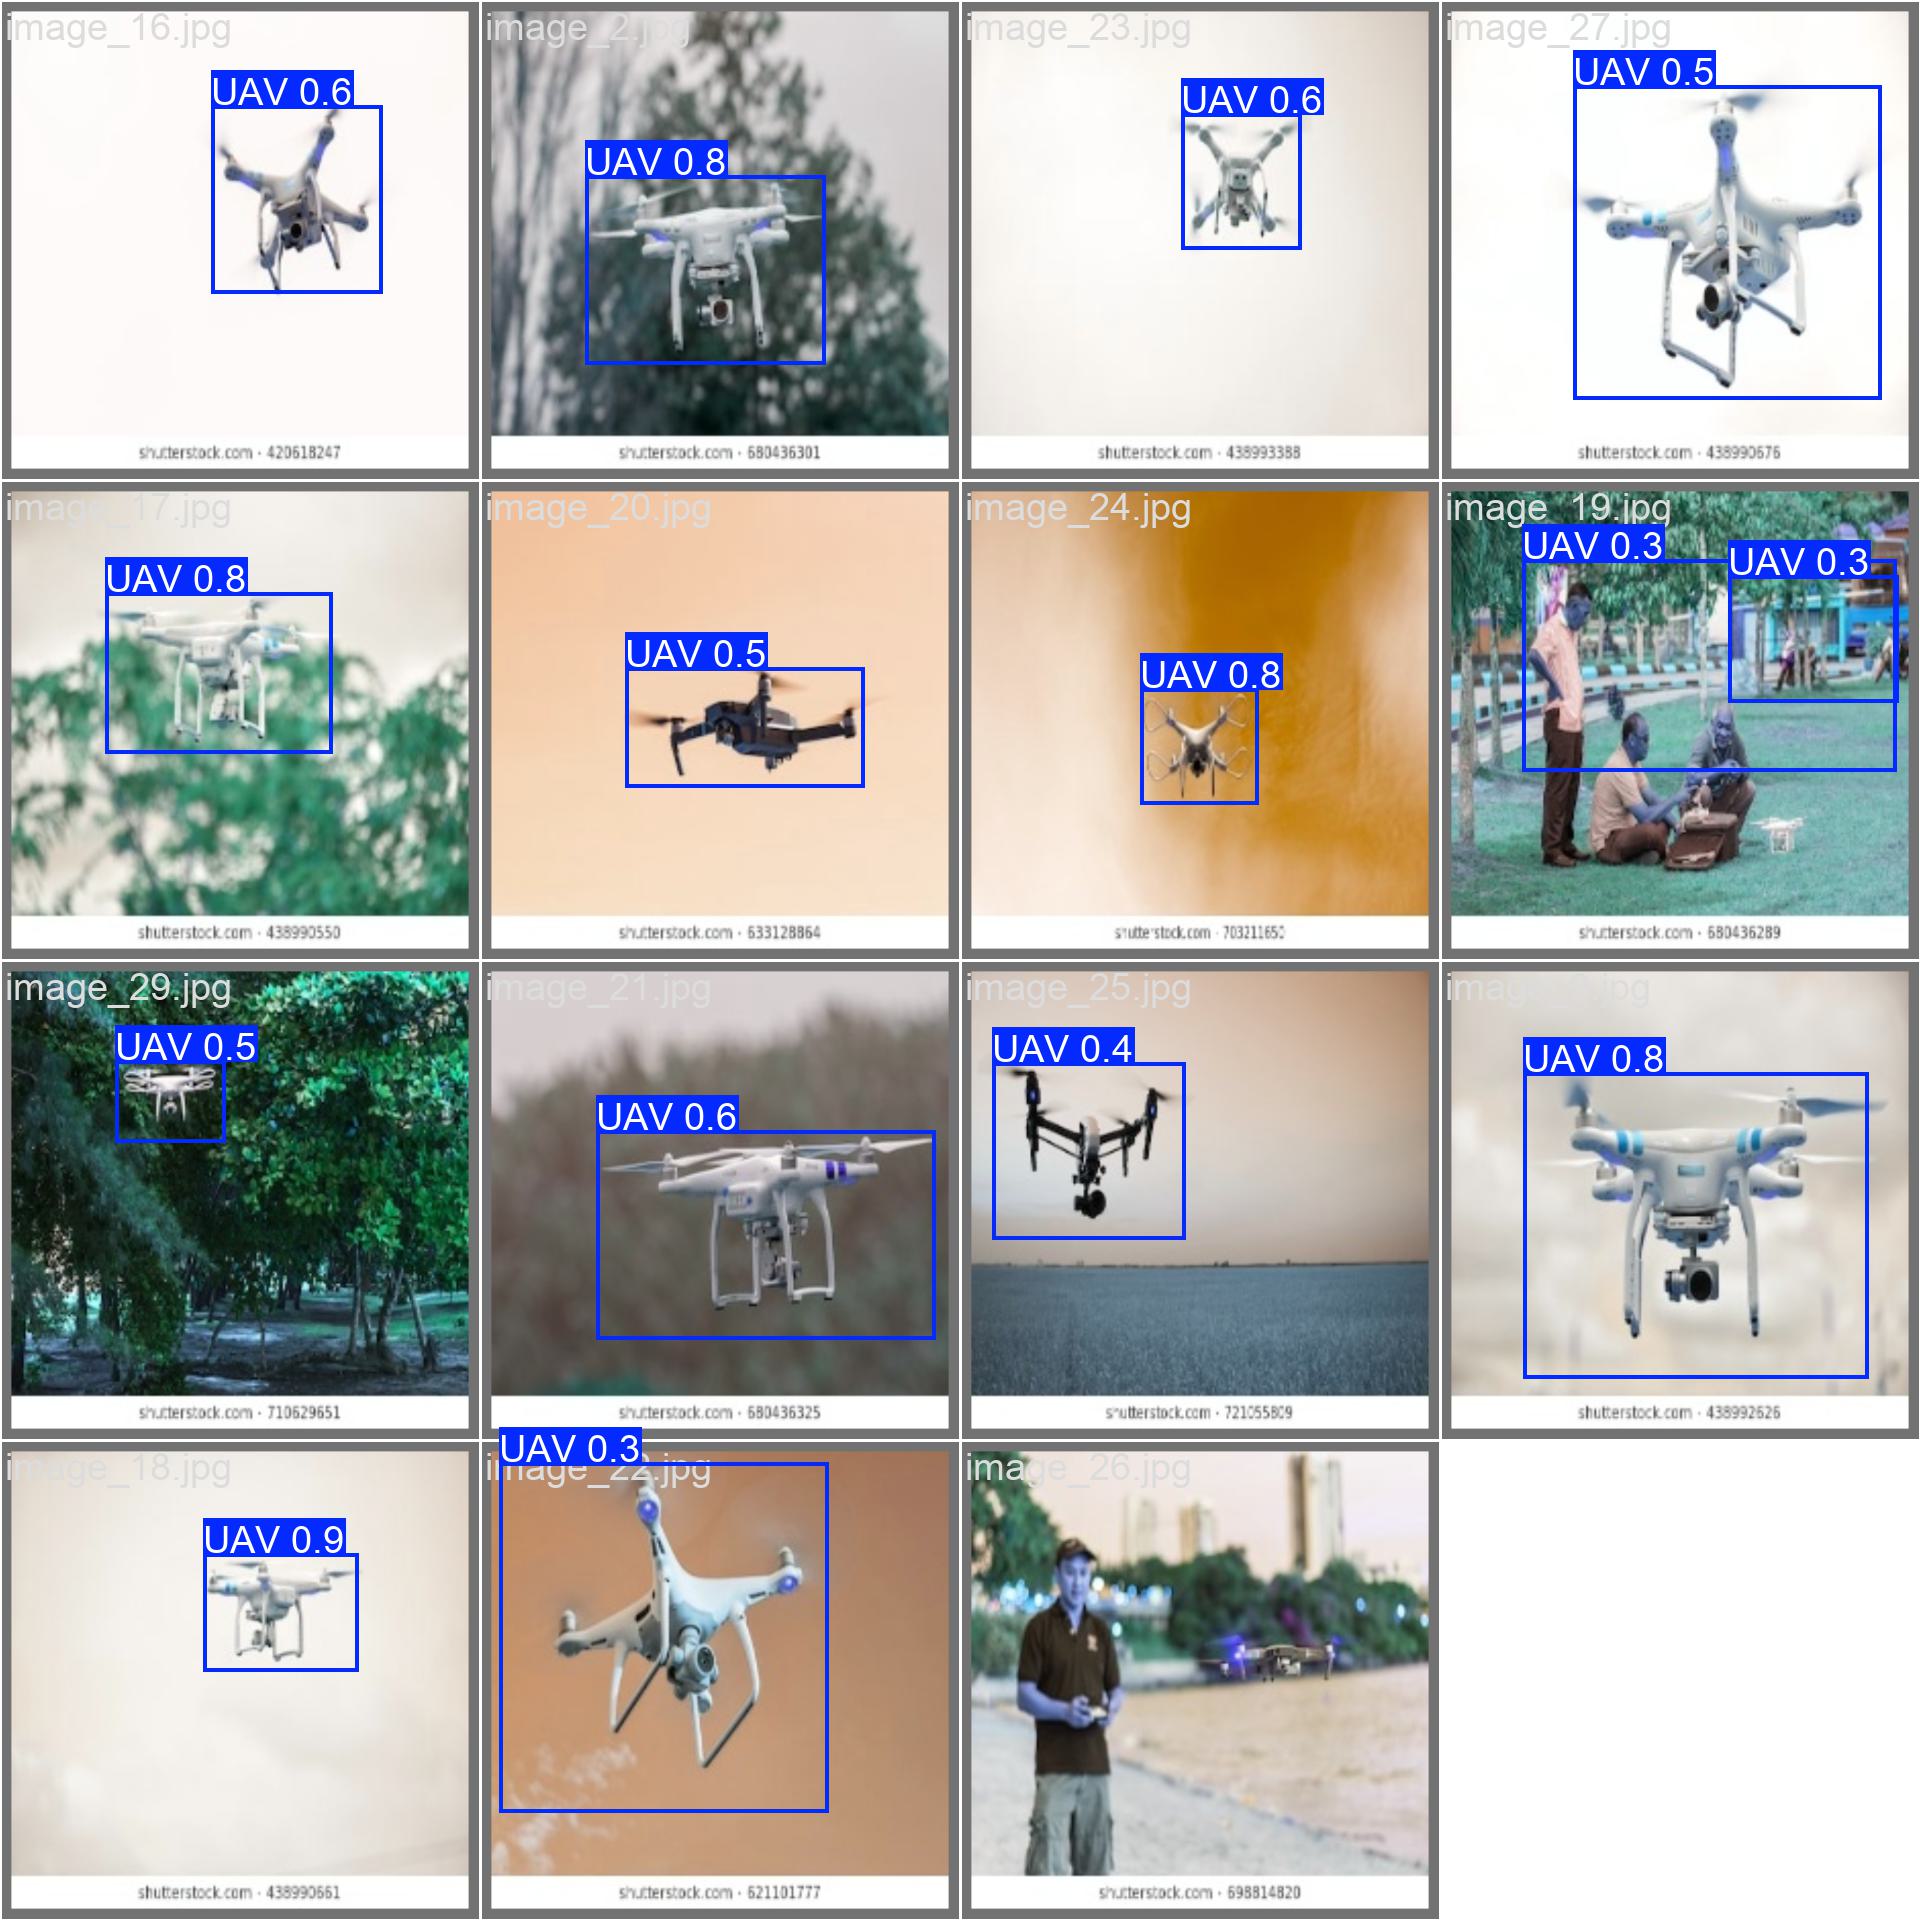 image_16.jpg
UAV 0.6
shutterstock.com · 420618247
image_2.jpg
UAV 0.8
shutterstock.com · 680436301
image_23.jpg
UAV 0.6
shutterstock.com · 438993388
image_27.jpg
UAV 0.5
shutterstock.com · 438990676
image_17.jpg
UAV 0.8
shutterstock.com · 438990550
image_20.jpg
UAV 0.5
shutterstock.com · 633128864
image_24.jpg
UAV 0.8
shutterstock.com · 703211650
image_19.jpg
UAV 0.3
UAV 0.3
shutterstock.com · 680436289
image_29.jpg
UAV 0.5
shutterstock.com · 710629651
image_21.jpg
UAV 0.6
shutterstock.com · 680436325
image_25.jpg
UAV 0.4
shutterstock.com · 721055809
UAV 0.8
shutterstock.com · 438992626
image_18.jpg
UAV 0.9
shutterstock.com · 438990661
UAV 0.3
image_22.jpg
shutterstock.com · 621101777
image_26.jpg
shutterstock.com · 698814820